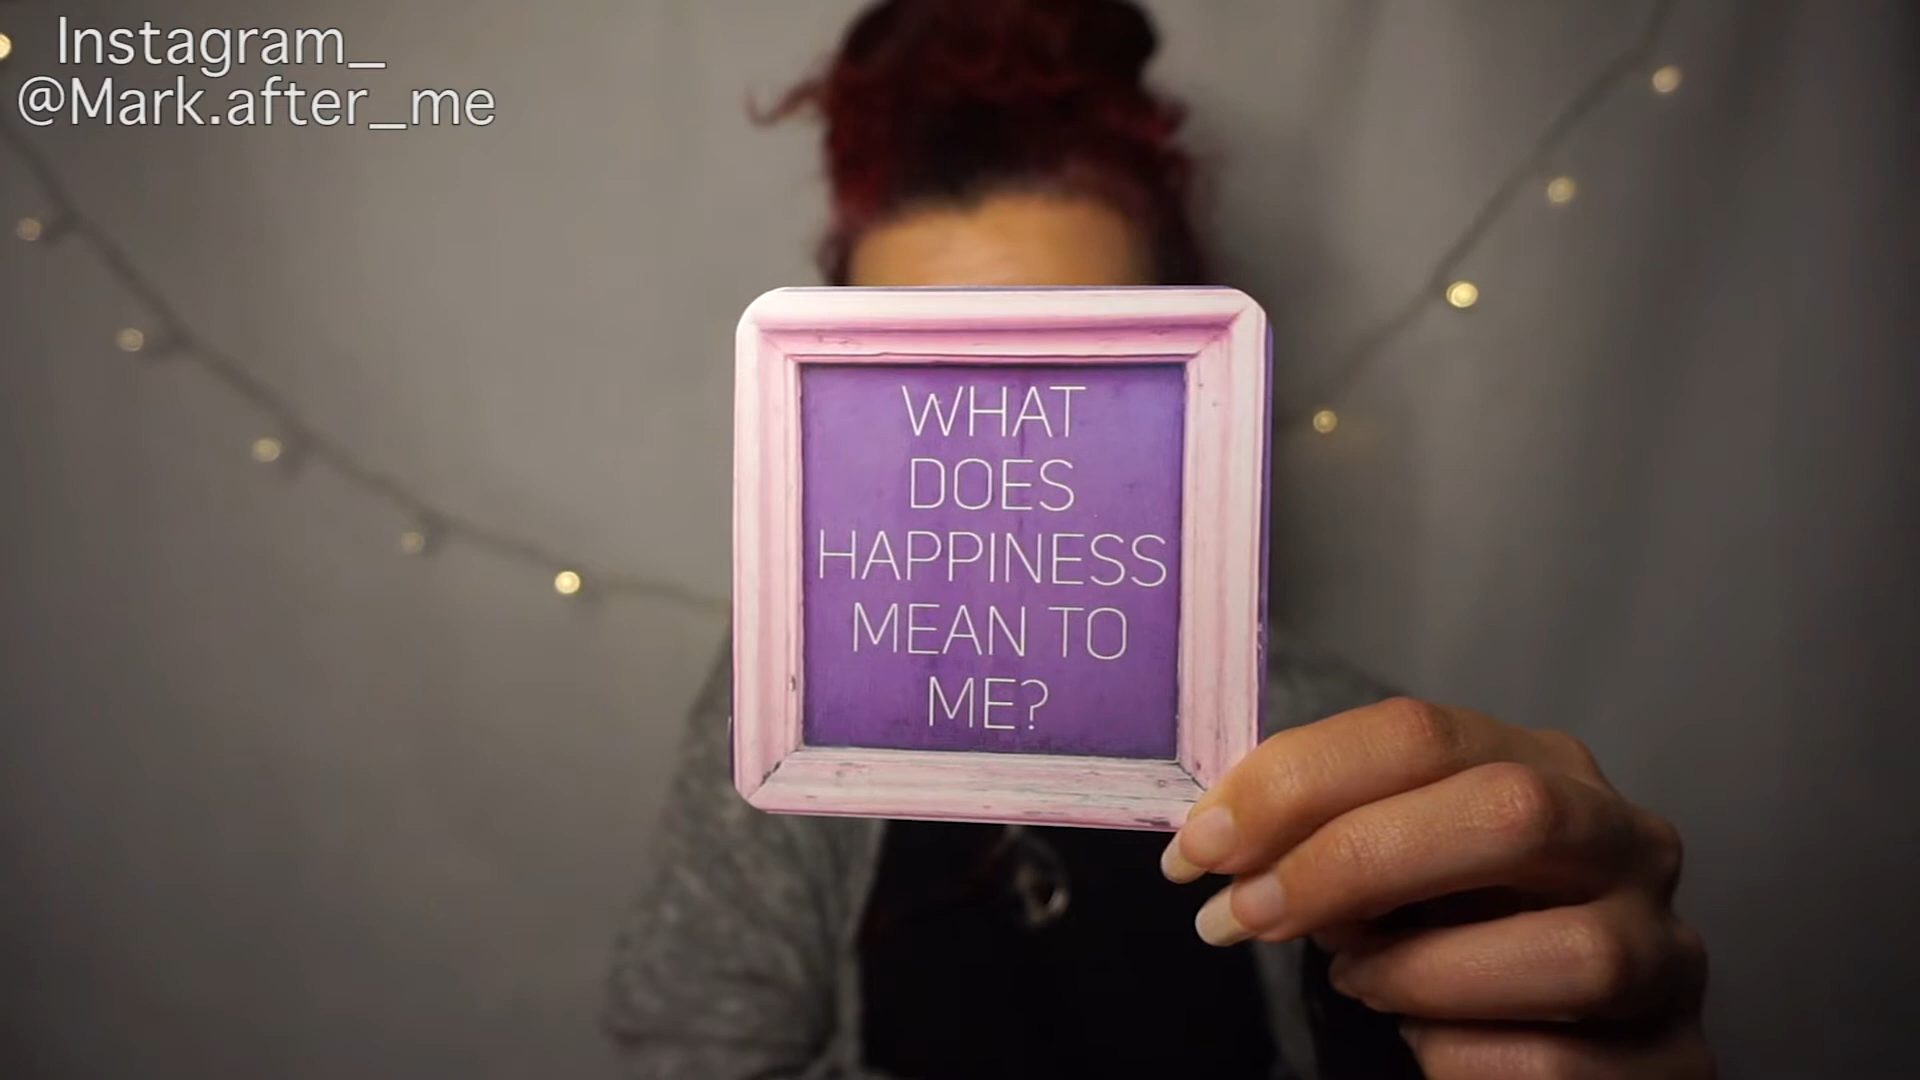 Instagram_
@Mark.after_me
WHAT
DOES
HAPPINESS
MEAN TO
ME?